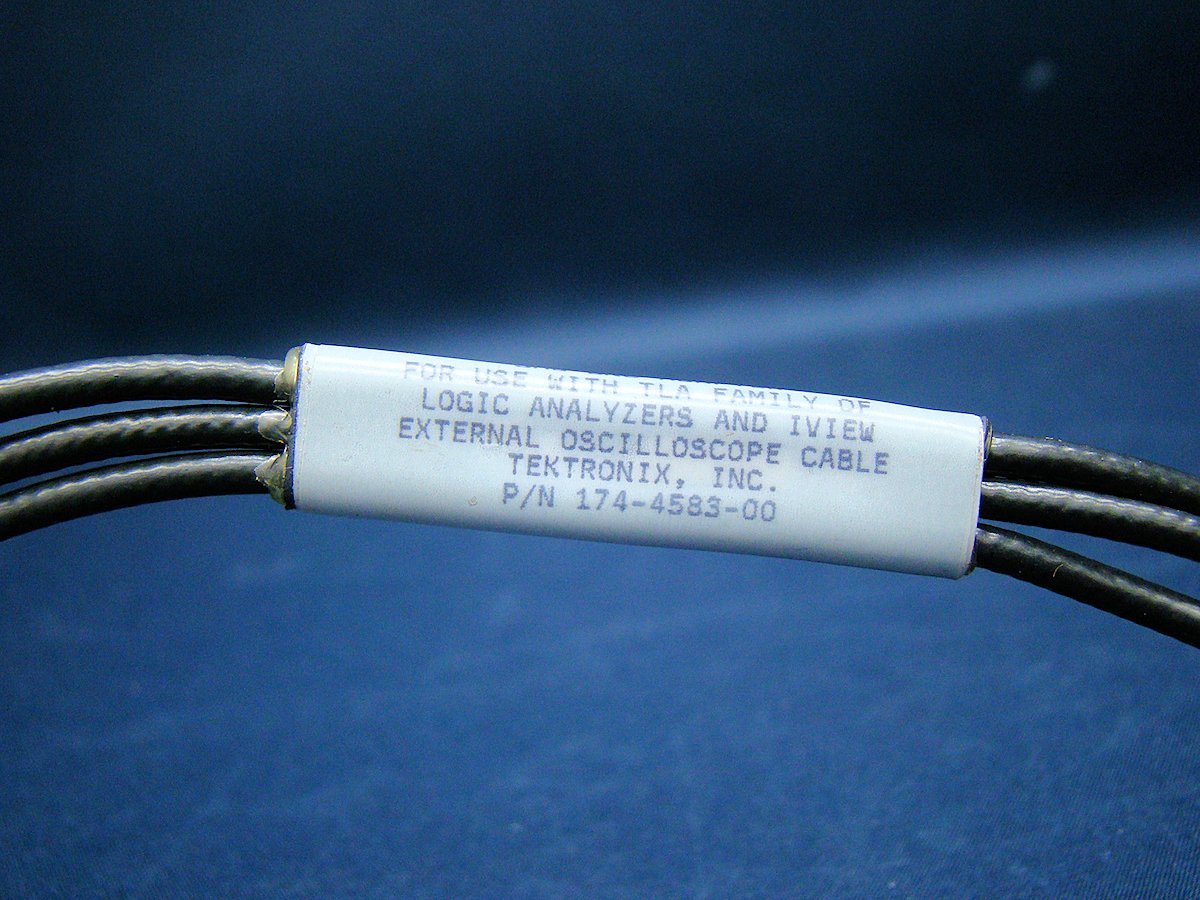 FOR USE WITH TLA FAMILY OF
LOGIC ANALYZERS AND IVIEW
EXTERNAL OSCILLOSCOPE CABLE
TEKTRONIX, INC.
P/N 174-4583-00